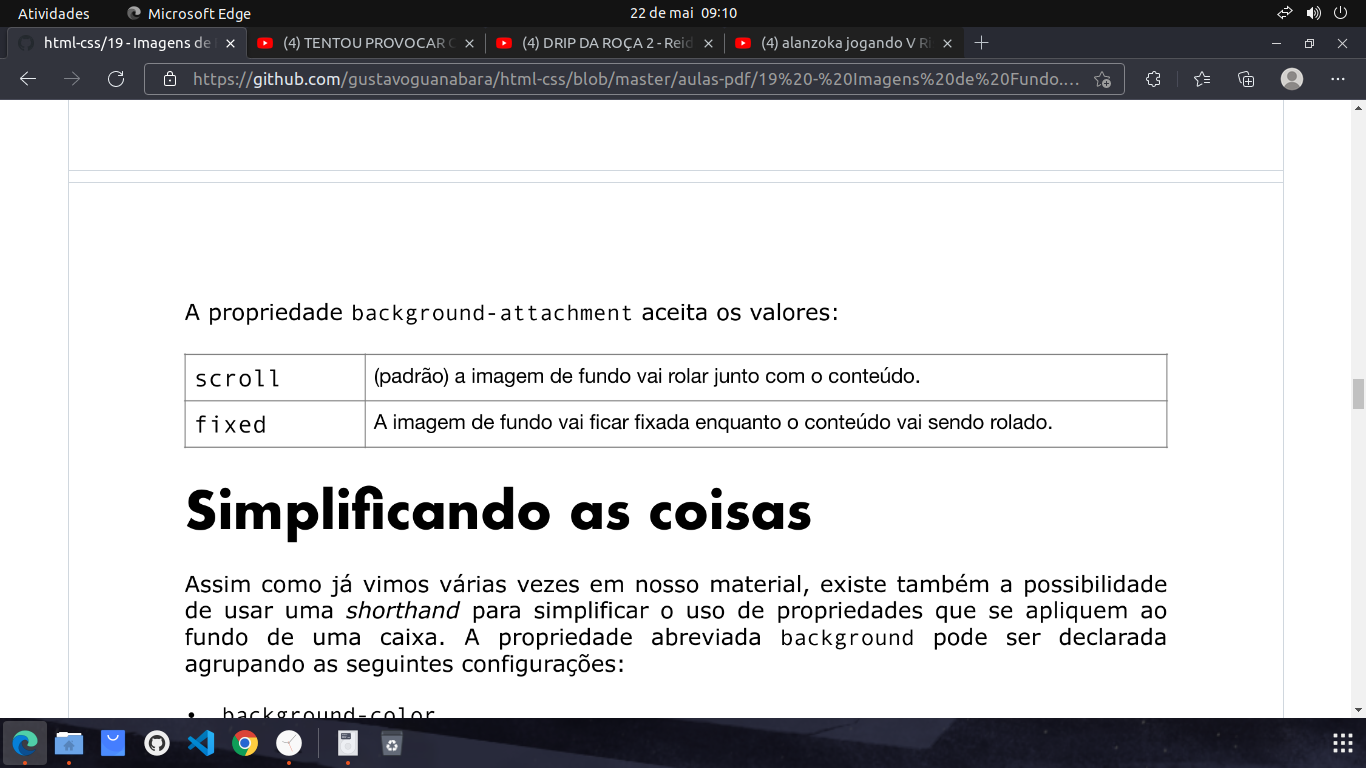 Atividades
Microsoft Edge
22 de mai 09:10
html-css/19 - Imagens de
(4) TENTOU PROVOCAR
(4) DRIP DA ROÇA 2 - Reid
(4) alanzoka jogando V Ri
https://github.com/gustavoguanabara/html-css/blob/master/aulas-pdf/19%20-%20Imagens%20de%20Fundo....
A propriedade background-attachment aceita os valores:
scroll
(padrão) a imagem de fundo vai rolar junto com o conteúdo.
fixed
A imagem de fundo vai ficar fixada enquanto o conteúdo vai sendo rolado.
Simplificando as coisas
Assim como já vimos várias vezes em nosso material, existe também a possibilidade
de usar uma shorthand para simplificar o uso de propriedades que se apliquem ao
fundo de uma caixa. A propriedade abreviada background pode ser declarada
agrupando as seguintes configurações:
• background-color